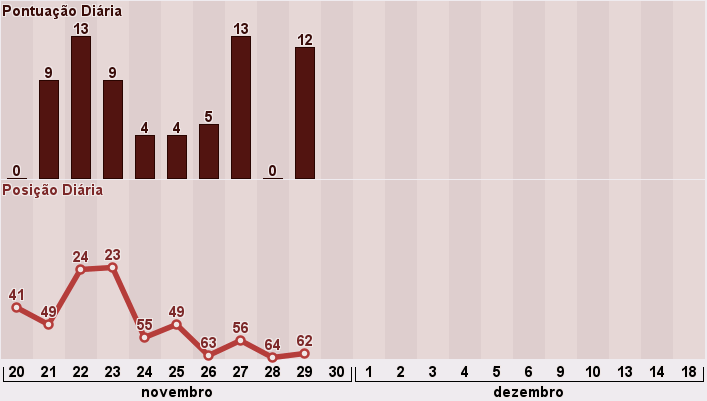 Pontuação Diária
0 9 13 9 4 4 5 13 0 12
Posição Diária
41 49 24 23 55 49 63 56 64 62
20 21 22 23 24 25 26 27 28 29 30 1 2 3 4 5 6 9 10 13 14 18
novembro dezembro